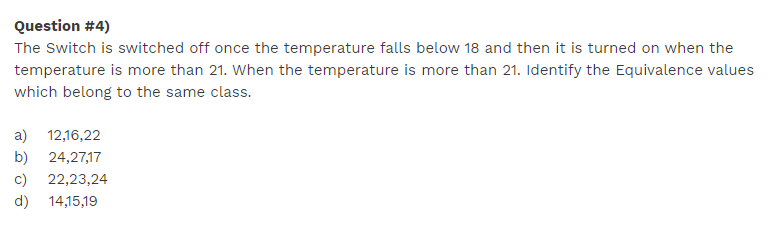 Question #4)
The Switch is switched off once the temperature falls below 18 and then it is turned on when the
temperature is more than 21. When the temperature is more than 21. Identify the Equivalence values
which belong to the same class.
a) 12,16,22
b) 24,27,17
c) 22,23,24
d) 14,15,19